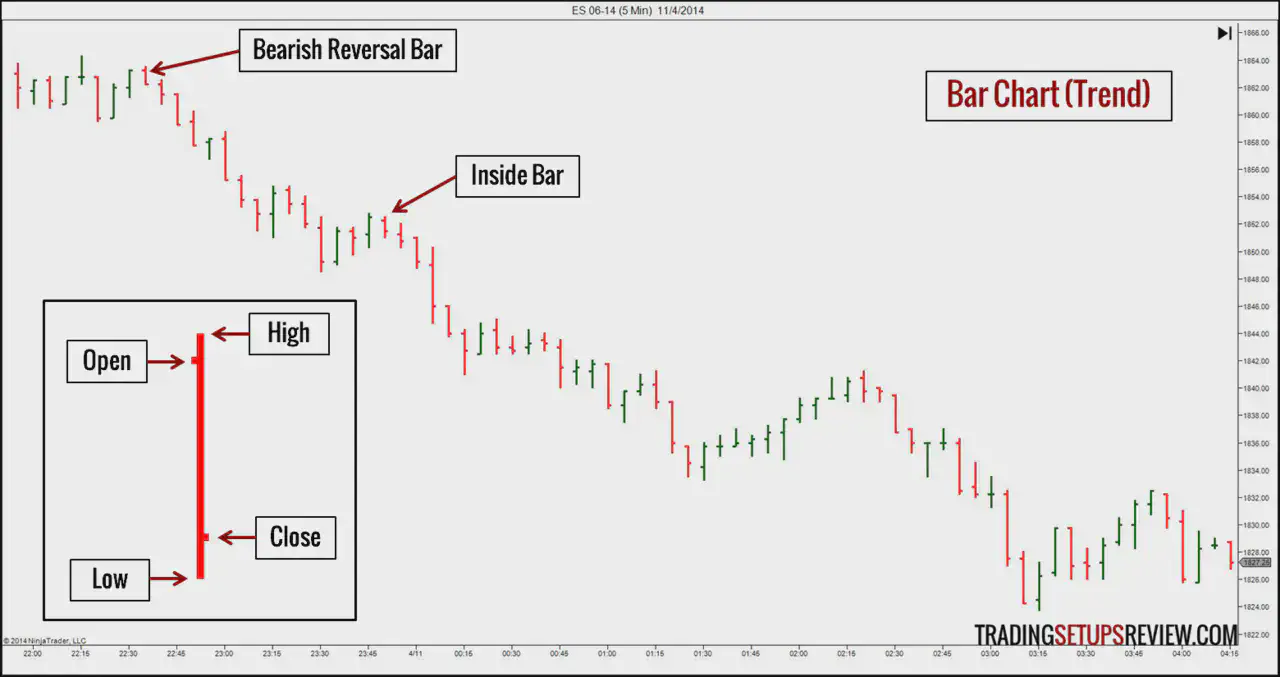 ES 06-14 (5 Min) 11/4/2014
Bearish Reversal Bar
Bar Chart (Trend)
Inside Bar
High
Open
Close
Low
1866.00
1864.00
1862.00
1860.00
1858.00
1856.00
1854.00
1852.00
1850.00
1848.00
1846.00
1844.00
1842.00
1840.00
1838.00
1836.00
1834.00
1832.00
1830.00
1828.00
1827.25
1826.00
1824.00
1822.00
TRADINGSETUPSREVIEW.COM
© 2014 NinjaTrader, LLC
22:00 22:15 22:30 22:45 23:00 23:15 23:30 23:45 4/11 00:15 00:30 00:45 01:00 01:15 01:30 01:45 02:00 02:15 02:30 02:45 03:00 03:15 03:30 03:45 04:00 04:15